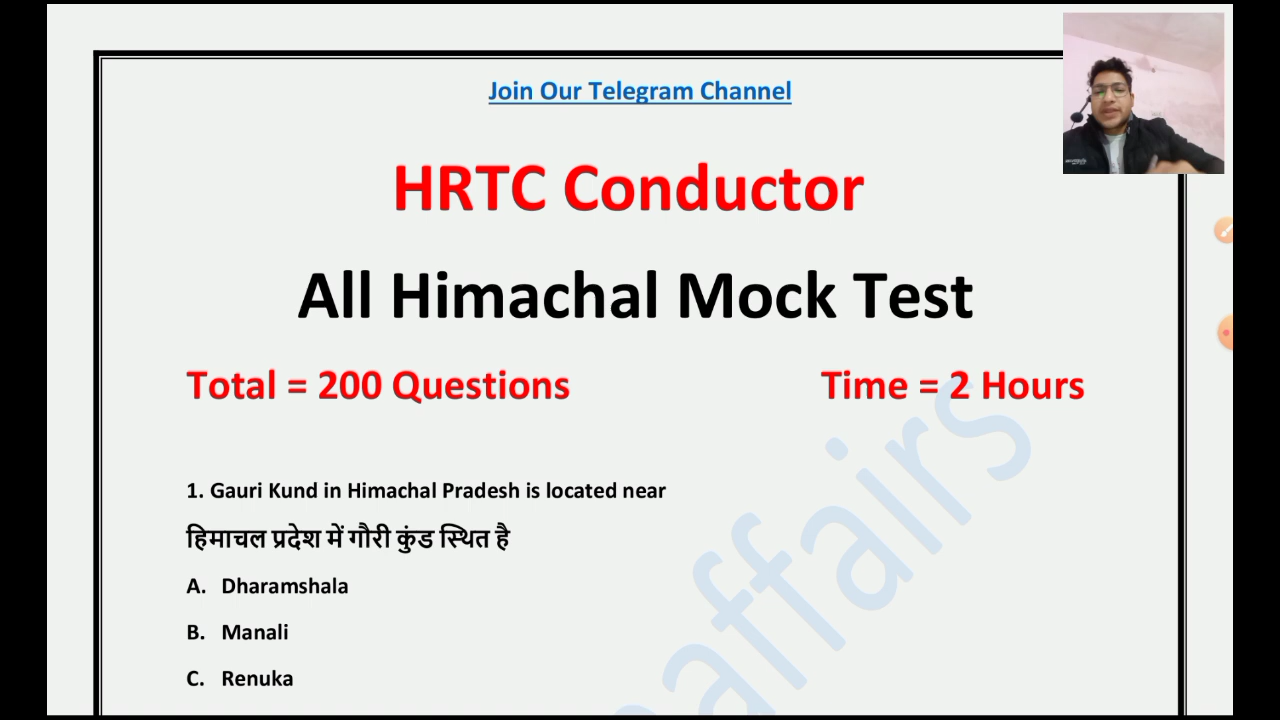 Join Our Telegram Channel
HRTC Conductor
All Himachal Mock Test
Total = 200 Questions Time = 2 Hours
1. Gauri Kund in Himachal Pradesh is located near
हिमाचल प्रदेश में गौरी कुंड स्थित है
A. Dharamshala
B. Manali
C. Renuka
affairs